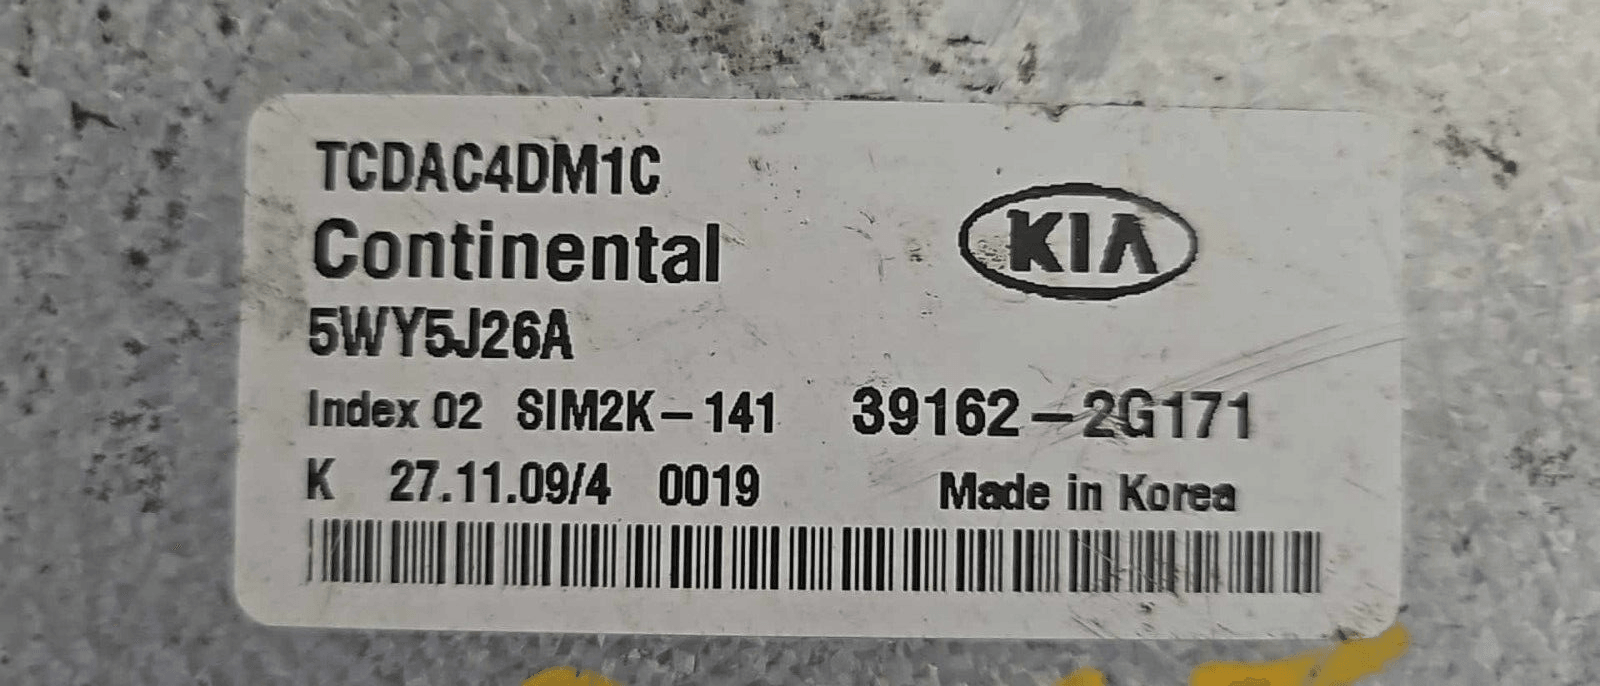 TCDAC4DM1C
Continental
KIA
5WY5J26A
Index 02 SIM2K-141 39162-2G171
K 27.11.09/4 0019 Made in Korea